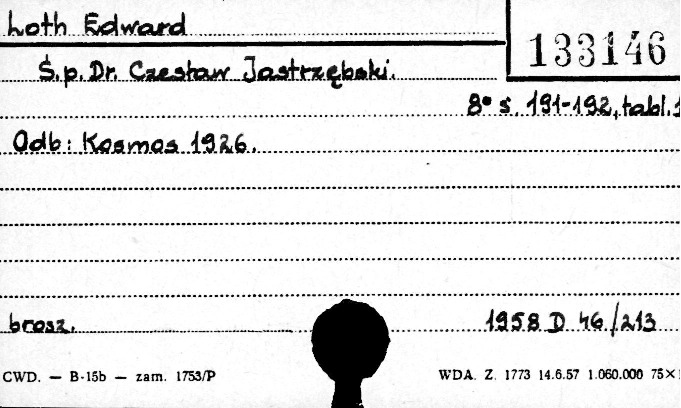 Loth Edward
133146
Ś.p. Dr. Czesław Jastrzębski.
8° s. 191-192, tabl. 1
Odb: Kosmos 1926.
brosz. 1958 D 46/213
CWD. — B-15b — zam. 1753/P WDA. Z. 1773 14.6.57 1.060.000 75×